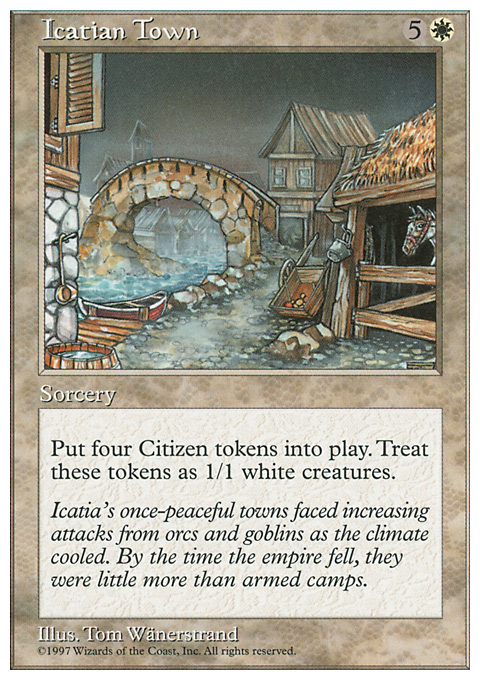 Icatian Town 5
Sorcery
Put four Citizen tokens into play. Treat
these tokens as 1/1 white creatures.
Icatia's once-peaceful towns faced increasing
attacks from orcs and goblins as the climate
cooled. By the time the empire fell, they
were little more than armed camps.
Illus. Tom Wänerstrand
©1997 Wizards of the Coast, Inc. All rights reserved.